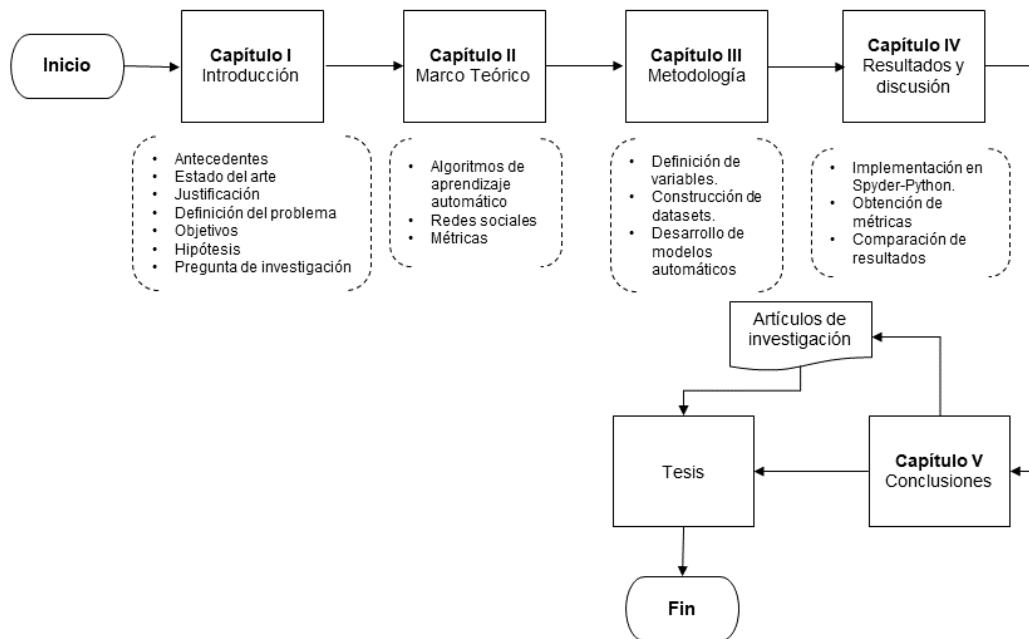 Inicio
Capítulo I
Introducción
Capítulo II
Marco Teórico
Capítulo III
Metodología
Capítulo IV
Resultados y
discusión
• Antecedentes
• Estado del arte
• Justificación
• Definición del problema
• Objetivos
• Hipótesis
• Pregunta de investigación
• Algoritmos de
aprendizaje
automático
• Redes sociales
• Métricas
• Definición de
variables.
• Construcción de
datasets.
• Desarrollo de
modelos
automáticos
• Implementación en
Spyder-Python.
• Obtención de
métricas
• Comparación de
resultados
Artículos de
investigación
Tesis
Capítulo V
Conclusiones
Fin